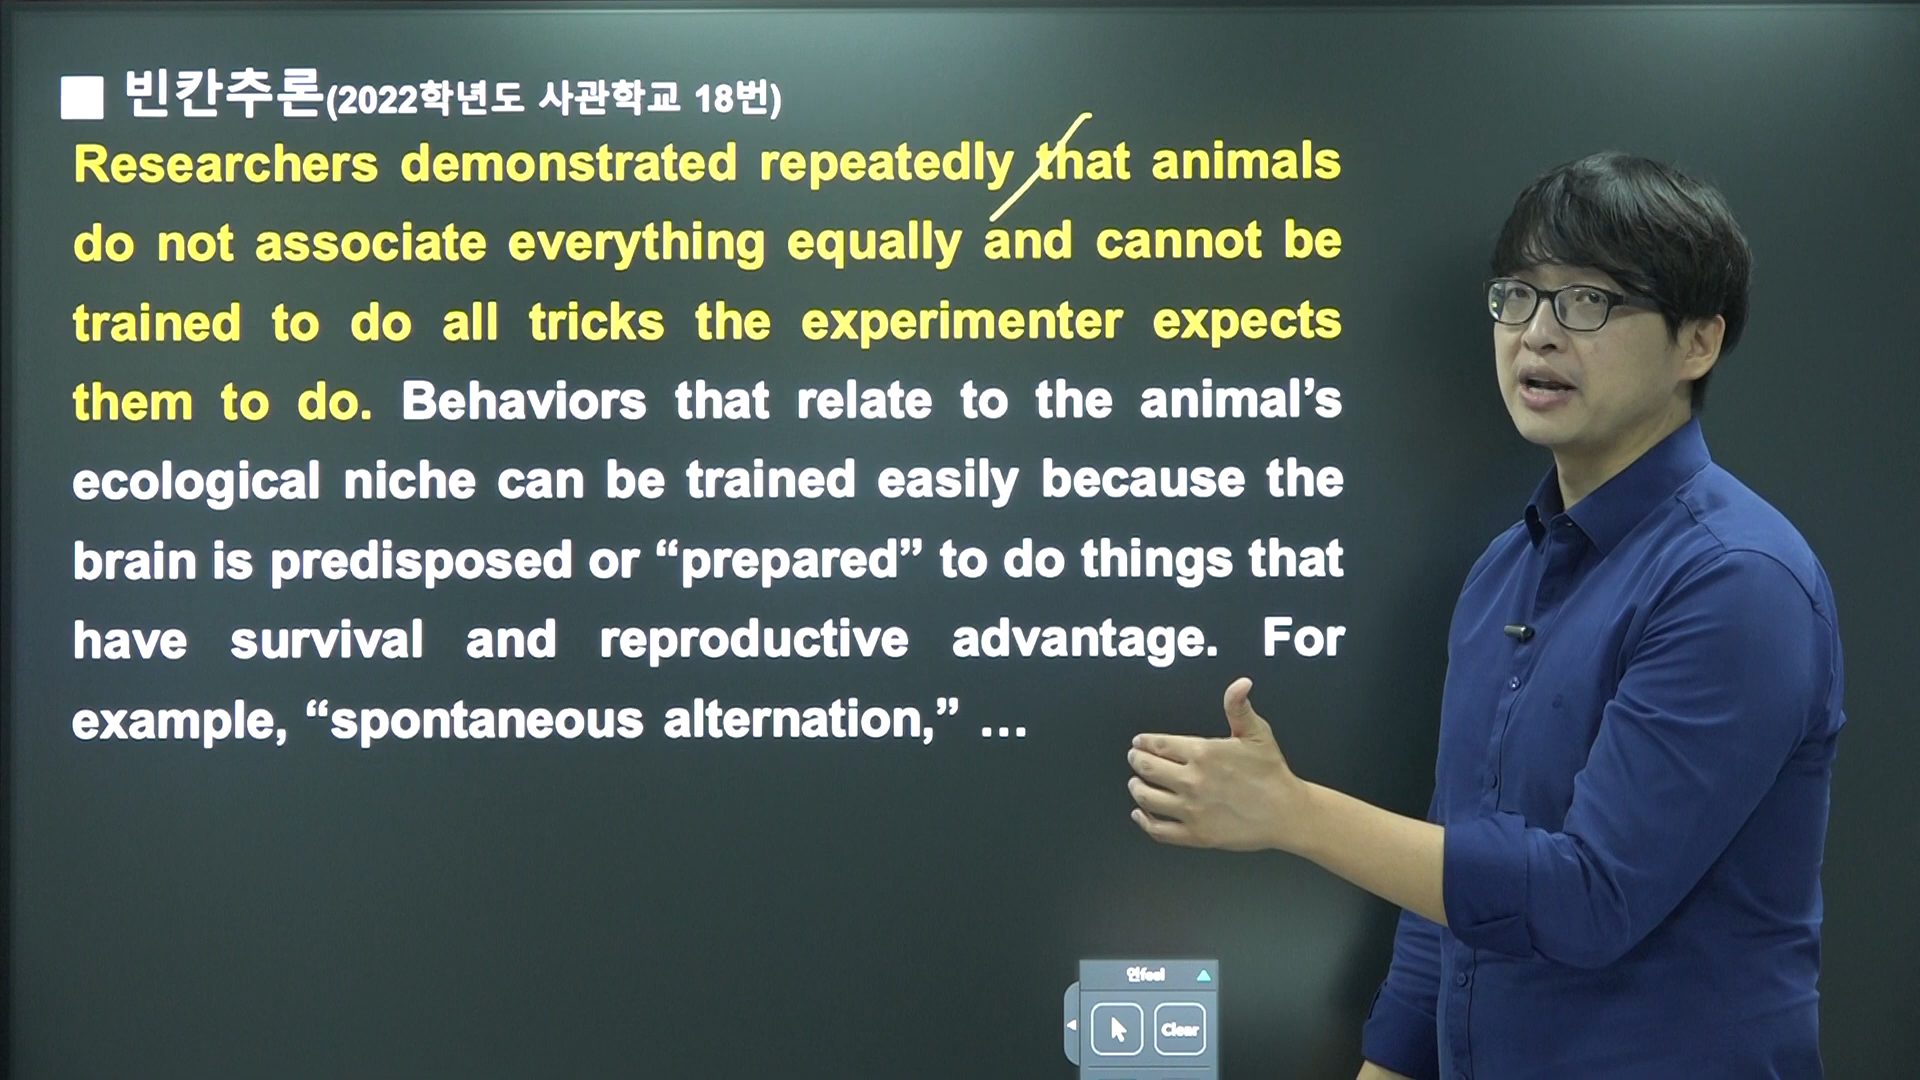 ■ 빈칸추론(2022학년도 사관학교 18번)
Researchers demonstrated repeatedly that animals
do not associate everything equally and cannot be
trained to do all tricks the experimenter expects
them to do. Behaviors that relate to the animal’s
ecological niche can be trained easily because the
brain is predisposed or “prepared” to do things that
have survival and reproductive advantage. For
example, “spontaneous alternation,” …
Clear